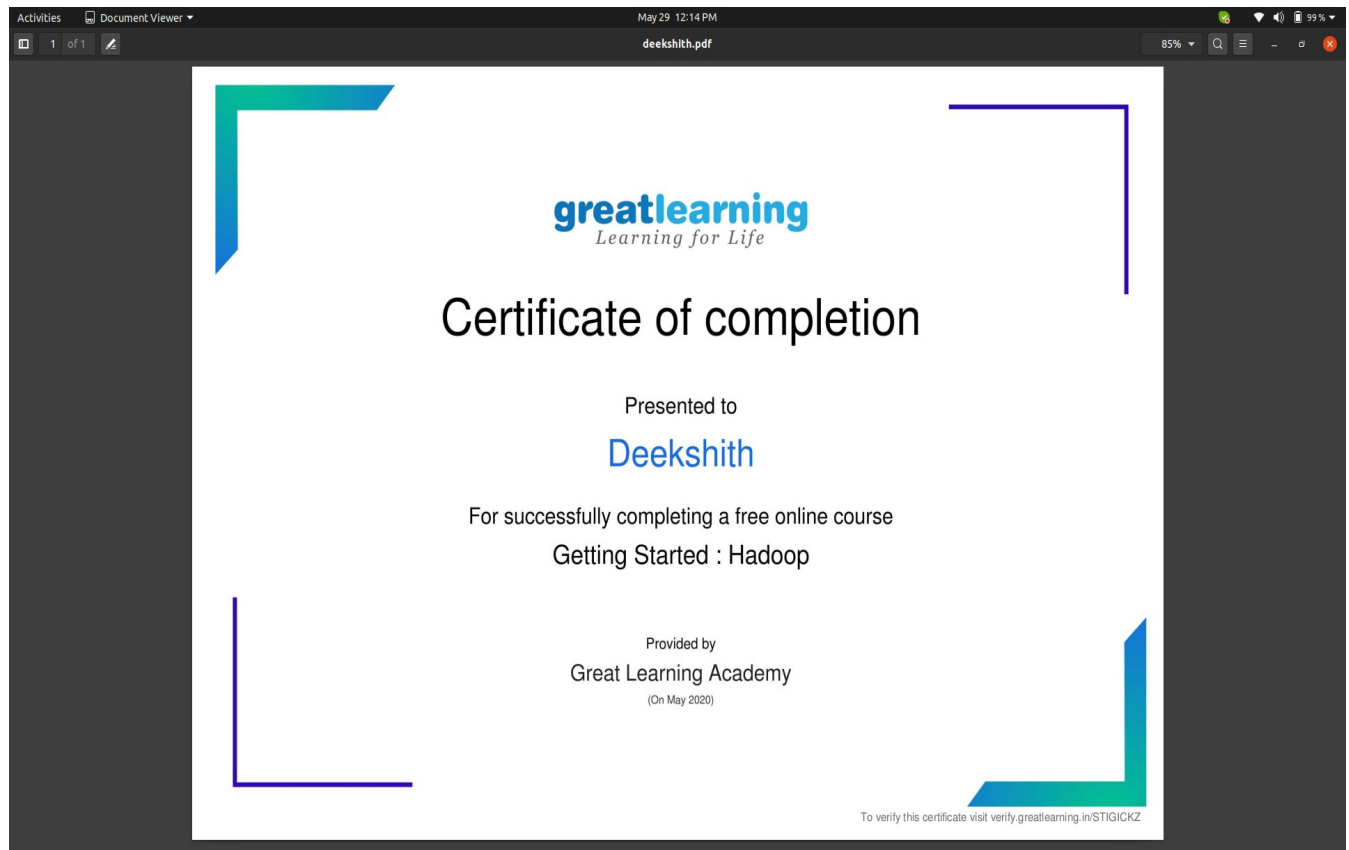 Activities Document Viewer May 29 12:14 PM 99 %
1 of 1 deekshith.pdf 85%
greatlearning
Learning for Life
Certificate of completion
Presented to
Deekshith
For successfully completing a free online course
Getting Started : Hadoop
Provided by
Great Learning Academy
(On May 2020)
To verify this certificate visit verify.greatlearning.in/STIGICKZ